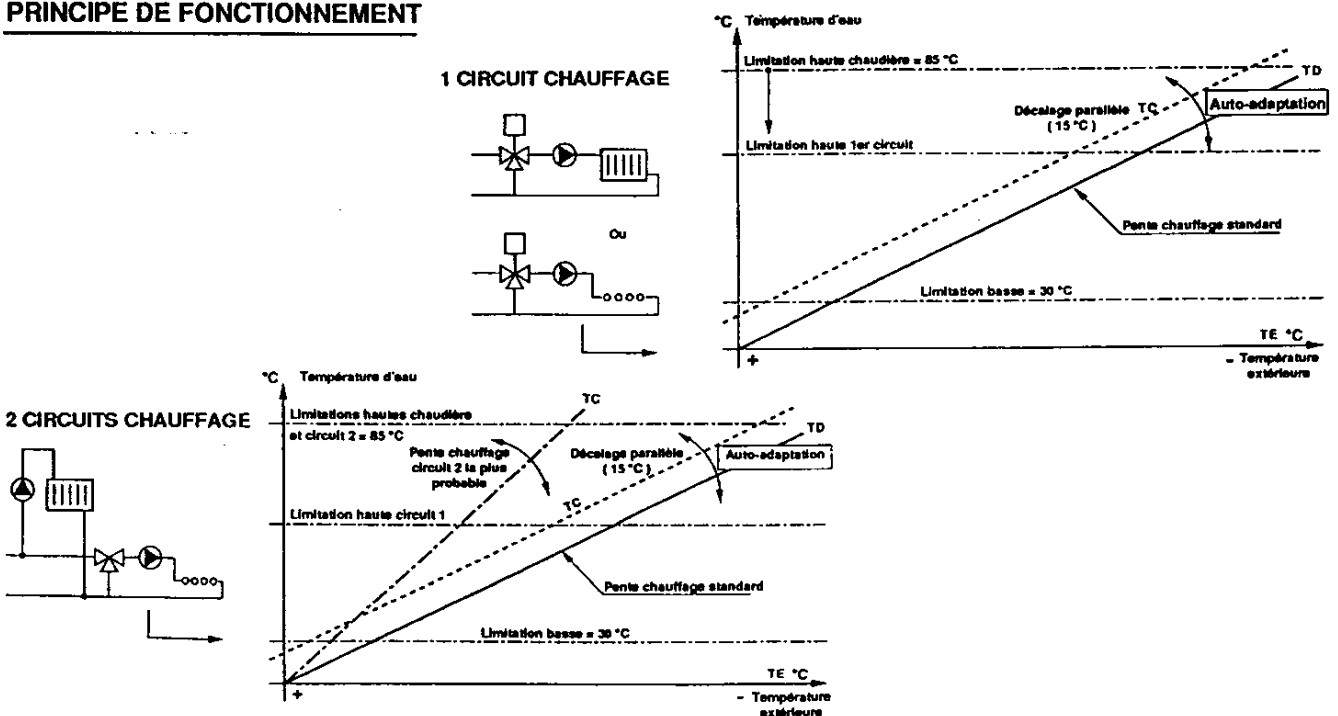 PRINCIPE DE FONCTIONNEMENT
1 CIRCUIT CHAUFFAGE
Ou
°C Température d'eau
Limitation haute chaudière = 85 °C
TD
Décalage parallèle
( 15 °C )
TC
Auto-adaptation
Limitation haute 1er circuit
Pente chauffage standard
Limitation basse = 30 °C
TE °C
+
- Température
extérieure
2 CIRCUITS CHAUFFAGE
°C Température d'eau
TC
Limitations hautes chaudière
et circuit 2 = 85 °C
TD
Pente chauffage
circuit 2 la plus
probable
Décalage parallèle
( 15 °C )
Auto-adaptation
TC
Limitation haute circuit 1
Pente chauffage standard
Limitation basse = 30 °C
TE °C
+
- Température
extérieure